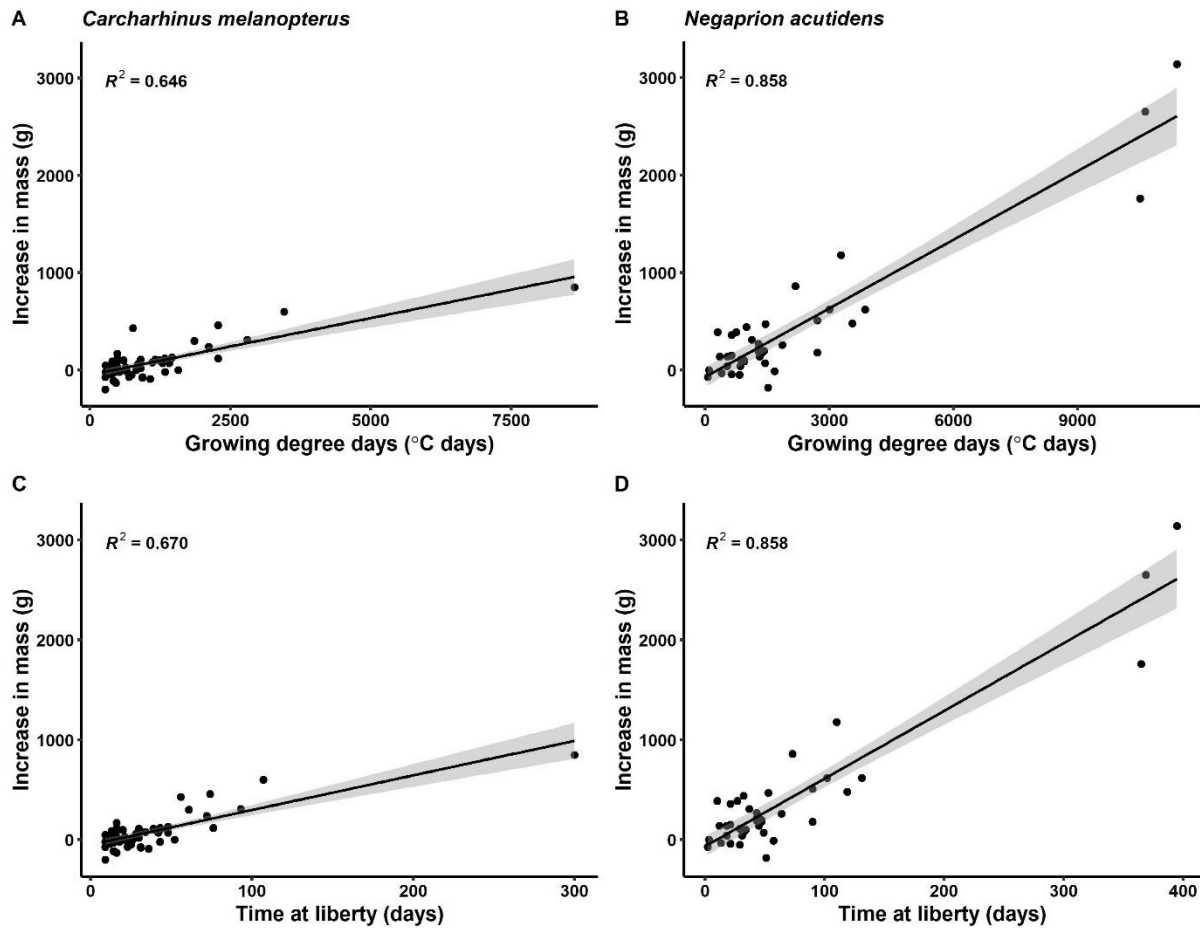 A Carcharhinus melanopterus
B Negaprion acutidens
R² = 0.646
R² = 0.858
Increase in mass (g)
3000
2000
1000
0
0 2500 5000 7500
Growing degree days (°C days)
Increase in mass (g)
3000
2000
1000
0
0 3000 6000 9000
Growing degree days (°C days)
C
D
R² = 0.670
R² = 0.858
Increase in mass (g)
3000
2000
1000
0
0 100 200 300
Time at liberty (days)
Increase in mass (g)
3000
2000
1000
0
0 100 200 300 400
Time at liberty (days)